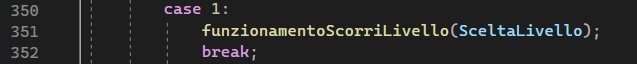 350 case 1:
351 funzionamentoScorriLivello(SceltaLivello);
352 break;